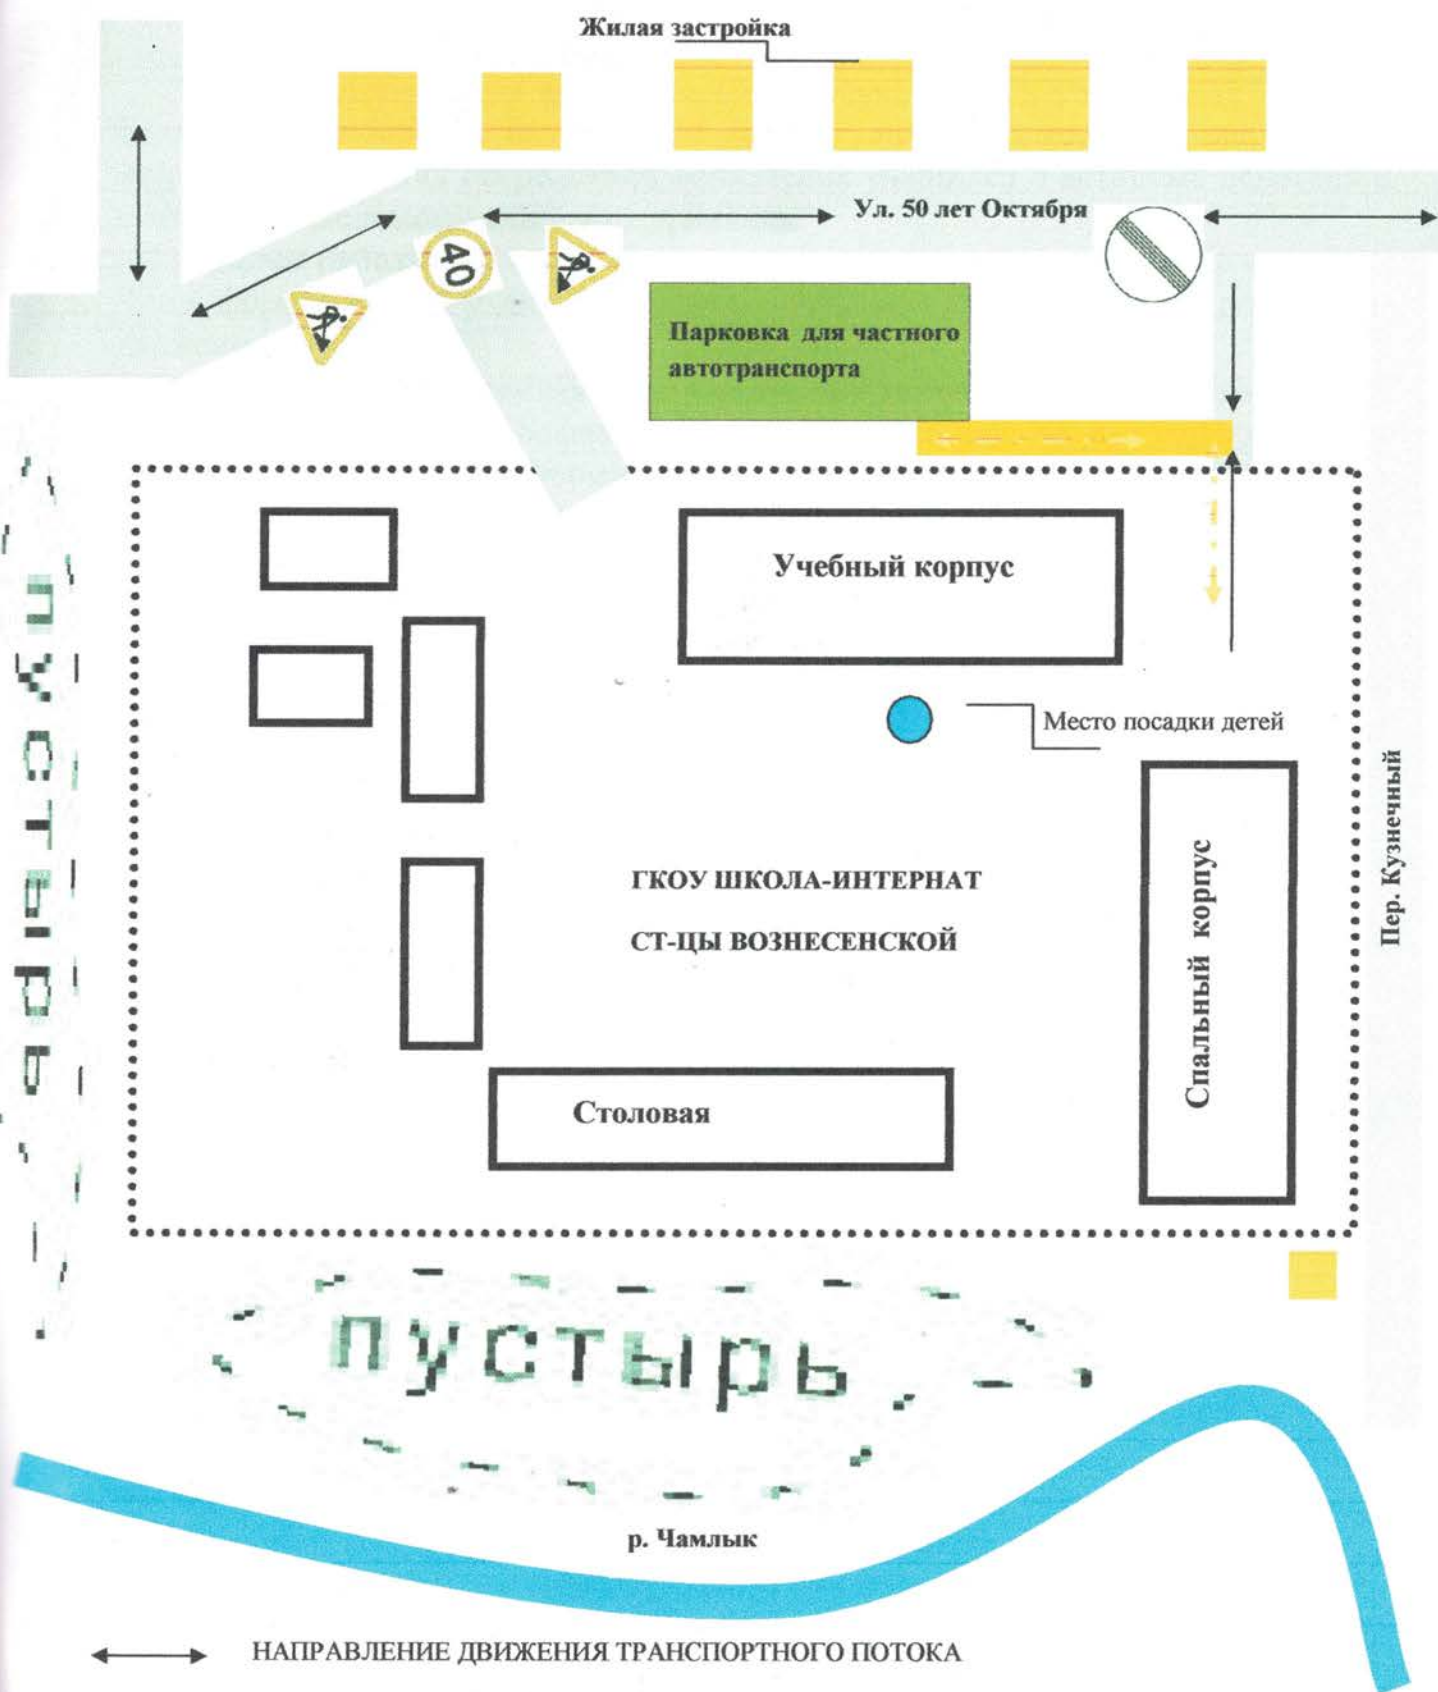 Жилая застройка
Ул. 50 лет Октября
40
Парковка для частного
автотранспорта
Учебный корпус
Место посадки детей
пустырь
ГКОУ ШКОЛА-ИНТЕРНАТ
СТ-ЦЫ ВОЗНЕСЕНСКОЙ
Спальный корпус
Пер. Кузнечный
Столовая
пустырь
р. Чамлык
НАПРАВЛЕНИЕ ДВИЖЕНИЯ ТРАНСПОРТНОГО ПОТОКА